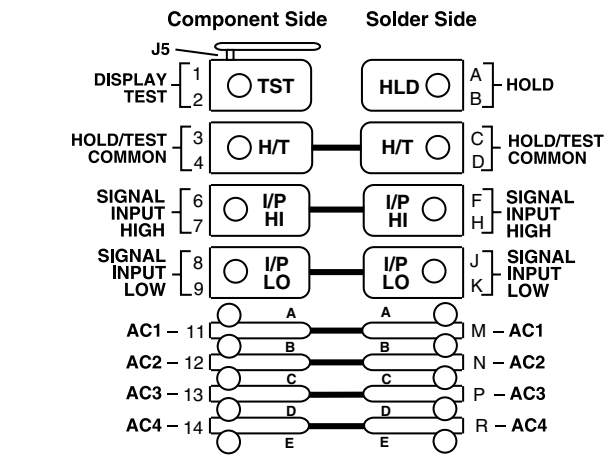 Component Side Solder Side
J5
DISPLAY TEST 1 2 TST HLD A B HOLD
HOLD/TEST COMMON 3 4 H/T H/T C D HOLD/TEST COMMON
SIGNAL INPUT HIGH 6 7 I/P HI I/P HI F H SIGNAL INPUT HIGH
SIGNAL INPUT LOW 8 9 I/P LO I/P LO J K SIGNAL INPUT LOW
A A
AC1 – 11 M – AC1
B B
AC2 – 12 N – AC2
C C
AC3 – 13 P – AC3
D D
AC4 – 14 R – AC4
E E